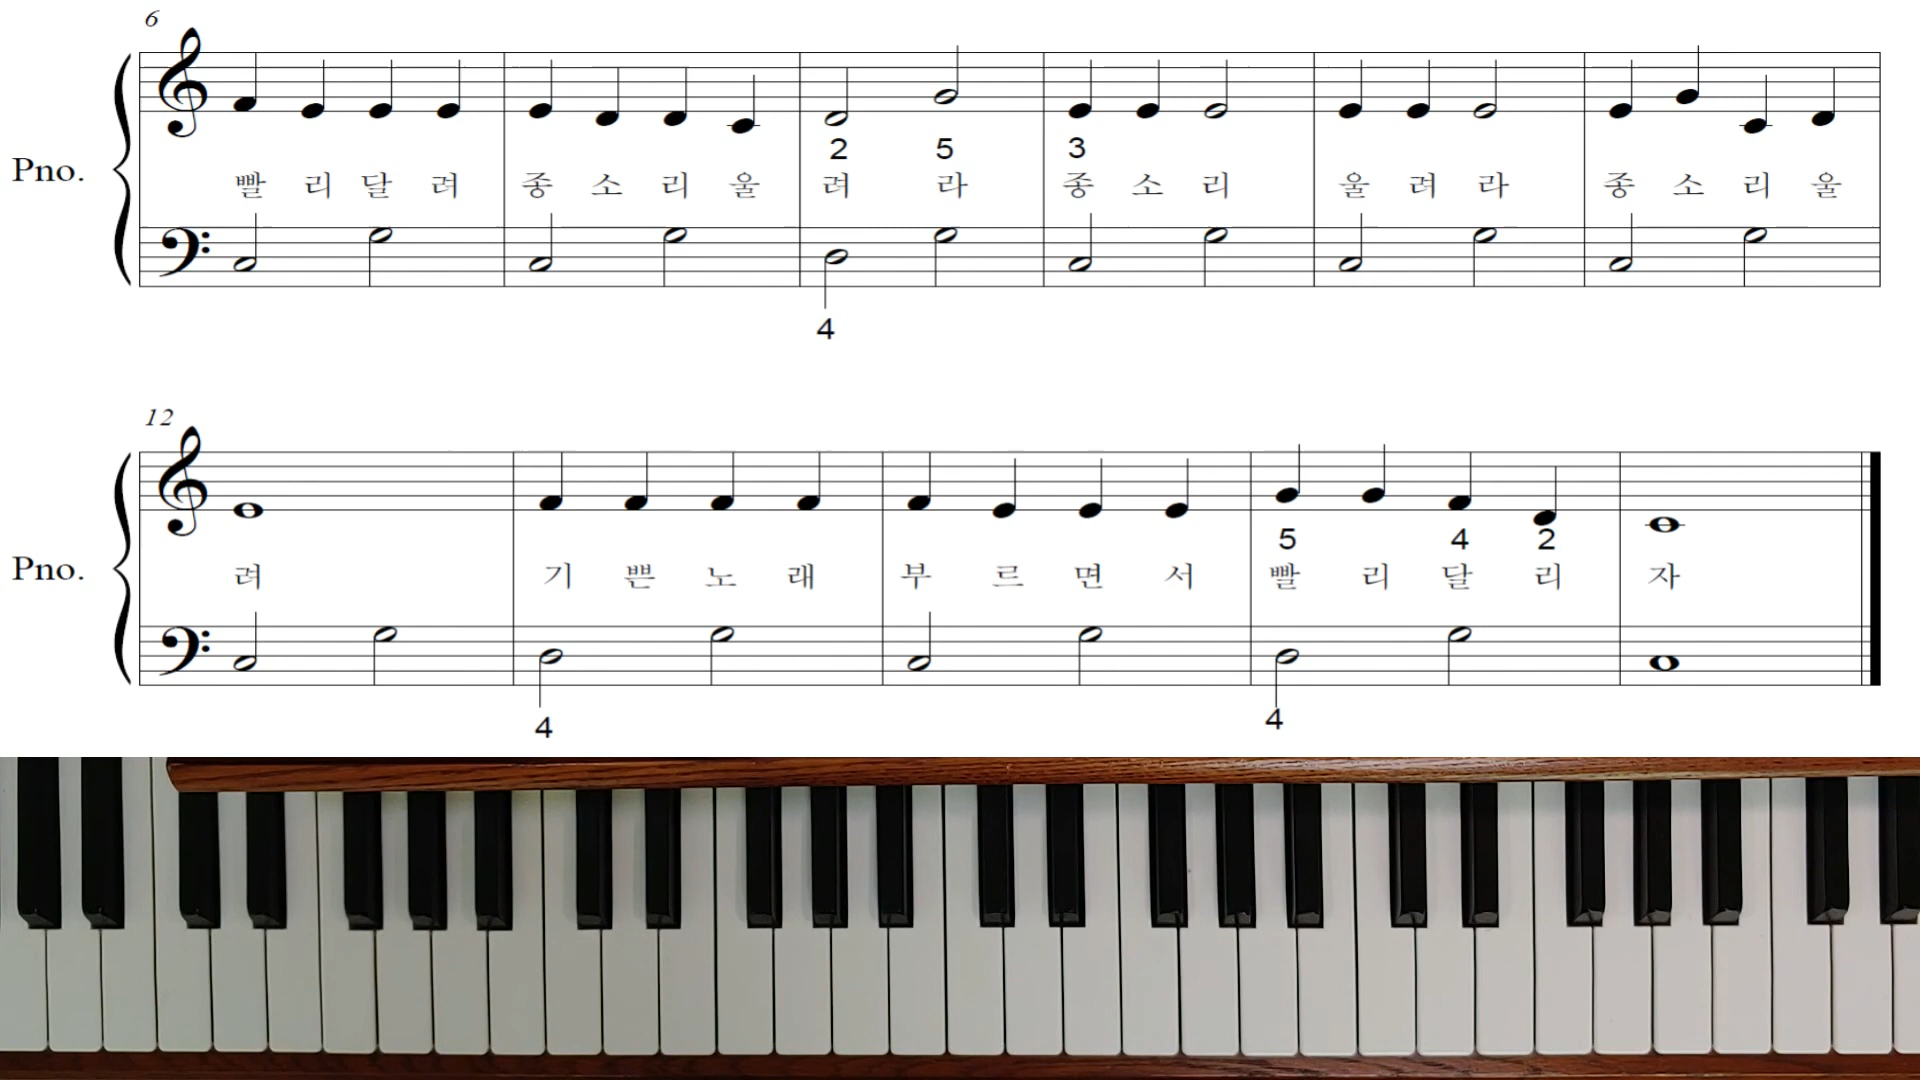 6
2 5 3
Pno.
빨 리 달 려 종 소 리 울 려 라 종 소 리 울 려 라 종 소 리 울
4
12
5 4 2
Pno.
려 기 쁜 노 래 부 르 면 서 빨 리 달 리 자
4 4